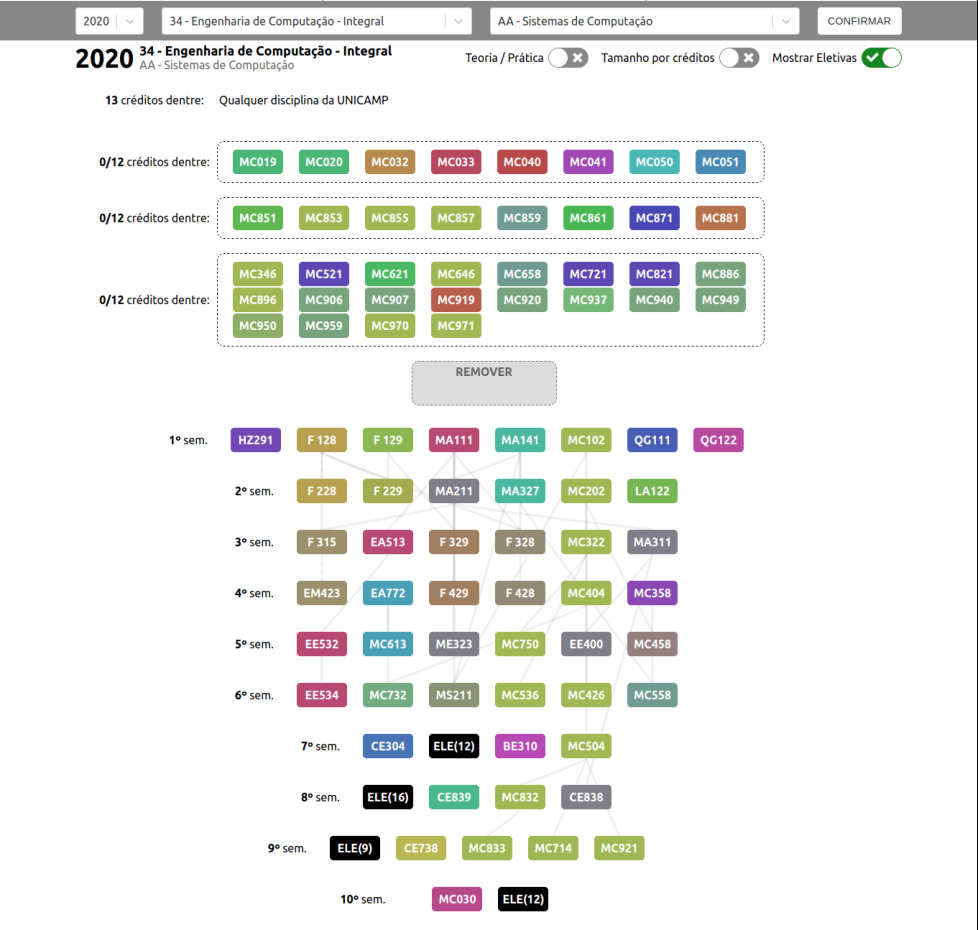 2020 34 - Engenharia de Computação - Integral AA - Sistemas de Computação CONFIRMAR
2020 34 - Engenharia de Computação - Integral
AA - Sistemas de Computação
Teoria / Prática Tamanho por créditos Mostrar Eletivas
13 créditos dentre: Qualquer disciplina da UNICAMP
0/12 créditos dentre: MC019 MC020 MC032 MC033 MC040 MC041 MC050 MC051
0/12 créditos dentre: MC851 MC853 MC855 MC857 MC859 MC861 MC871 MC881
MC346 MC521 MC621 MC646 MC658 MC721 MC821 MC886
0/12 créditos dentre: MC896 MC906 MC907 MC919 MC920 MC937 MC940 MC949
MC950 MC959 MC970 MC971
REMOVER
1º sem. HZ291 F 128 F 129 MA111 MA141 MC102 QG111 QG122
2º sem. F 228 F 229 MA211 MA327 MC202 LA122
3º sem. F 315 EA513 F 329 F 328 MC322 MA311
4º sem. EM423 EA772 F 429 F 428 MC404 MC358
5º sem. EE532 MC613 ME323 MC750 EE400 MC458
6º sem. EE534 MC732 MS211 MC536 MC426 MC558
7º sem. CE304 ELE(12) BE310 MC504
8º sem. ELE(16) CE839 MC832 CE838
9º sem. ELE(9) CE738 MC833 MC714 MC921
10º sem. MC030 ELE(12)